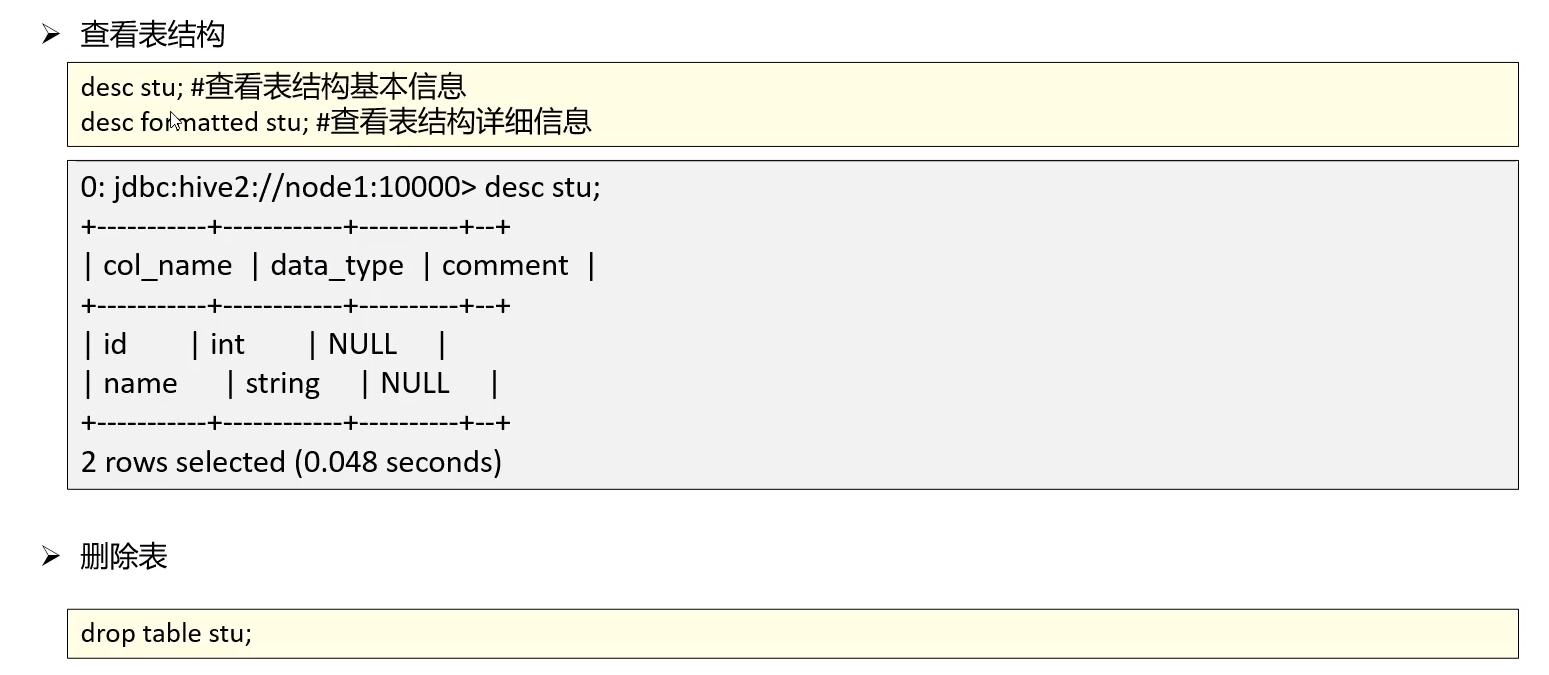 查看表结构
desc stu; #查看表结构基本信息
desc formatted stu; #查看表结构详细信息
0: jdbc:hive2://node1:10000> desc stu;
+-----------+------------+----------+--+
| col_name | data_type | comment |
+-----------+------------+----------+--+
| id | int | NULL |
| name | string | NULL |
+-----------+------------+----------+--+
2 rows selected (0.048 seconds)
删除表
drop table stu;